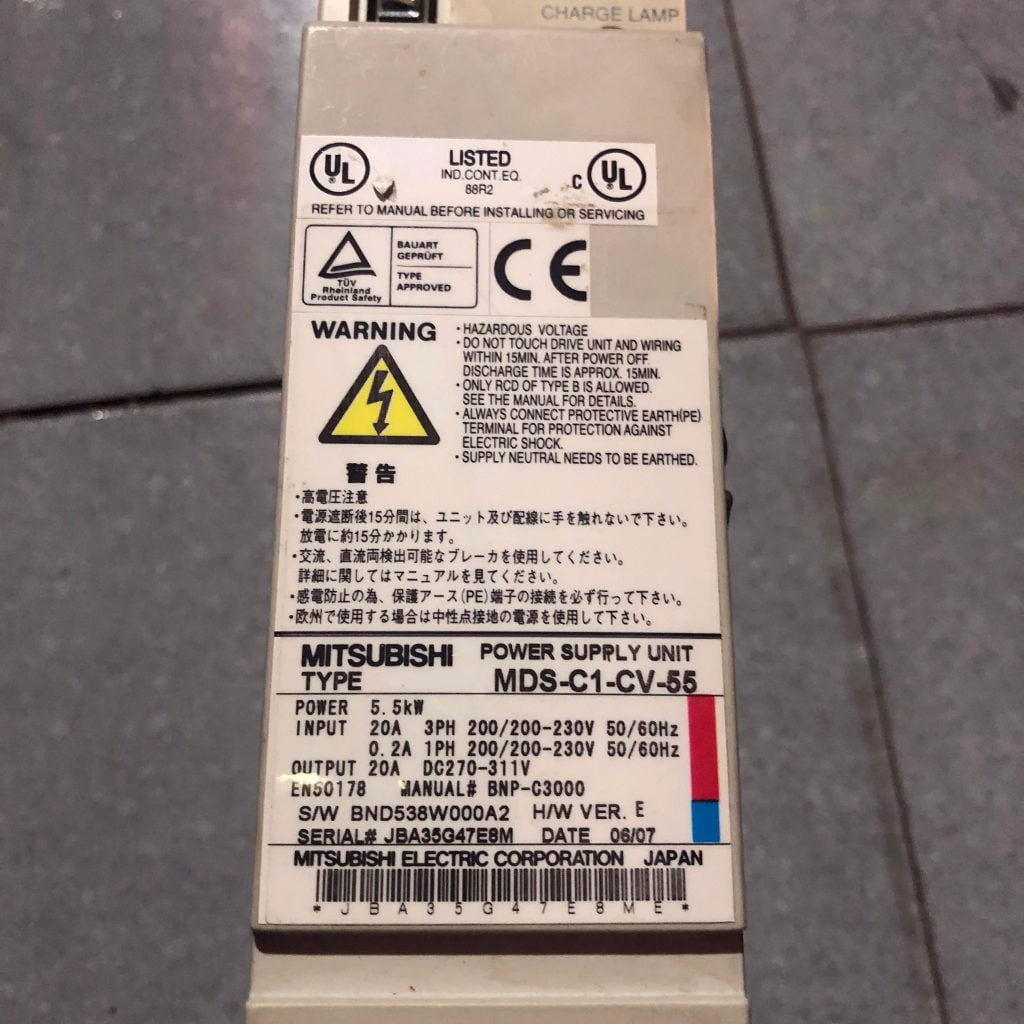 CHARGE LAMP
UL
LISTED
IND.CONT.EQ.
88R2
C UL
REFER TO MANUAL BEFORE INSTALLING OR SERVICING
TÜV
Rheinland
Product Safety
BAUART
GEPRÜFT
TYPE
APPROVED
CE
WARNING
・HAZARDOUS VOLTAGE
・DO NOT TOUCH DRIVE UNIT AND WIRING
WITHIN 15MIN. AFTER POWER OFF.
DISCHARGE TIME IS APPROX. 15MIN.
・ONLY RCD OF TYPE B IS ALLOWED.
SEE THE MANUAL FOR DETAILS.
・ALWAYS CONNECT PROTECTIVE EARTH(PE)
TERMINAL FOR PROTECTION AGAINST
ELECTRIC SHOCK.
・SUPPLY NEUTRAL NEEDS TO BE EARTHED.
警告
・高電圧注意
・電源遮断後15分間は、ユニット及び配線に手を触れないで下さい。
放電に約15分かかります。
・交流、直流両検出可能なブレーカを使用してください。
詳細に関してはマニュアルを見てください。
・感電防止の為、保護アース(PE)端子の接続を必ず行って下さい。
・欧州で使用する場合は中性点接地の電源を使用して下さい。
MITSUBISHI POWER SUPPLY UNIT
TYPE MDS-C1-CV-55
POWER 5.5kW
INPUT 20A 3PH 200/200-230V 50/60Hz
0.2A 1PH 200/200-230V 50/60Hz
OUTPUT 20A DC270-311V
EN50178 MANUAL# BNP-C3000
S/W BND538W000A2 H/W VER. E
SERIAL# JBA35G47E8M DATE 06/07
MITSUBISHI ELECTRIC CORPORATION JAPAN
*JBA35G47E8ME*